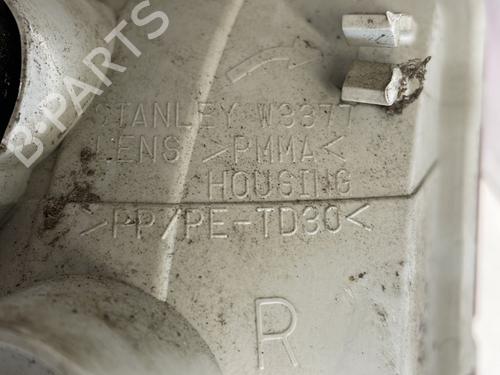 B-PARTS
STANLEY W3377
LENS >PMMA<
HOUSING
>PP/PE-TD30<
R